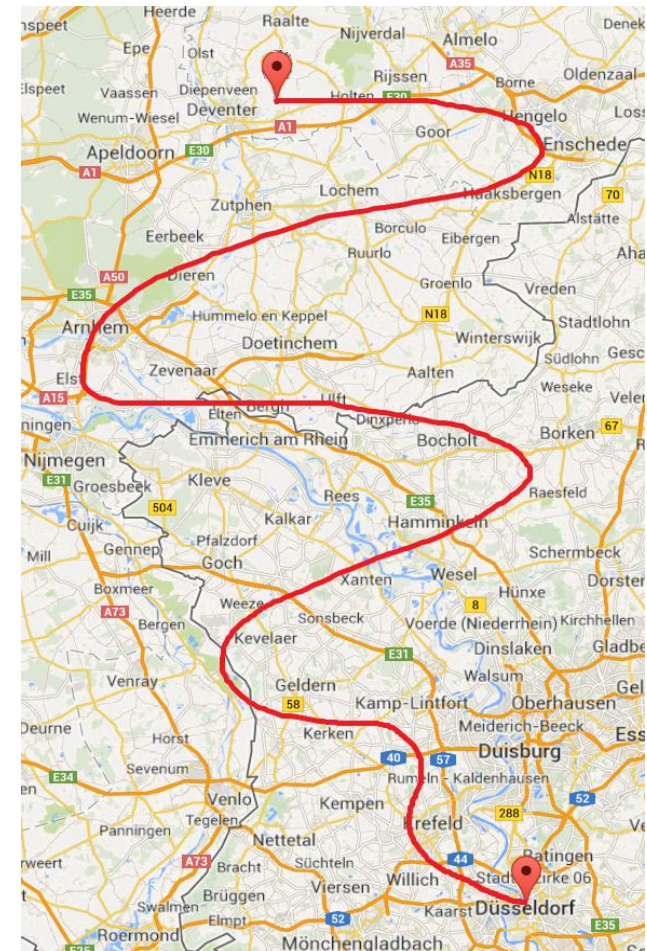 Heerde
Raalte
nspeet
Nijverdal
Almelo
Denek
Epe
Olst
A35
Elspeet
Vaassen
Diepenveen
Rijssen
Borne
Oldenzaal
Holten
E30
Wenum-Wiesel
Deventer
A1
Goor
Hengelo
Loss
Apeldoorn
E30
Enschede
A1
N18
Lochem
Haaksbergen
70
Zutphen
Alstätte
Eerbeek
Borculo
Eibergen
Ruurlo
Aha
A50
Dieren
Groenlo
Vreden
E35
Arnhem
Hummelo en Keppel
N18
Stadtlohn
Doetinchem
Winterswijk
Südlohn
Gesc
Elst
Zevenaar
Aalten
Weseke
A15
Velen
Bergh
Ulft
ningen
Elten
Dinxperlo
67
Emmerich am Rhein
Bocholt
Borken
Nijmegen
E31
Groesbeek
Kleve
Rees
E35
Raesfeld
504
Cuijk
Kalkar
Hamminkeln
Pfalzdorf
Mill
Gennep
Goch
Schermbeck
Xanten
Wesel
Dorsten
Boxmeer
Hünxe
Weeze
8
A73
Bergen
Sonsbeck
Voerde (Niederrhein)
Kirchhellen
Kevelaer
E31
Dinslaken
Gladbe
Walsum
Venray
Geldern
Gel
58
Kamp-Lintfort
Oberhausen
Deurne
Kerken
Meiderich-Beeck
Horst
Ess
40
57
Duisburg
E34
Sevenum
Rumeln - Kaldenhausen
Venlo
Kempen
52
Tegelen
288
Panningen
Krefeld
Nettetal
A73
44
Ratingen
rweert
Bracht
Süchteln
Stadtbezirke 06
Viersen
Willich
Brüggen
Kaarst
Düsseldorf
Swalmen
Elmpt
52
E35
Roermond
Mönchengladbach
E25